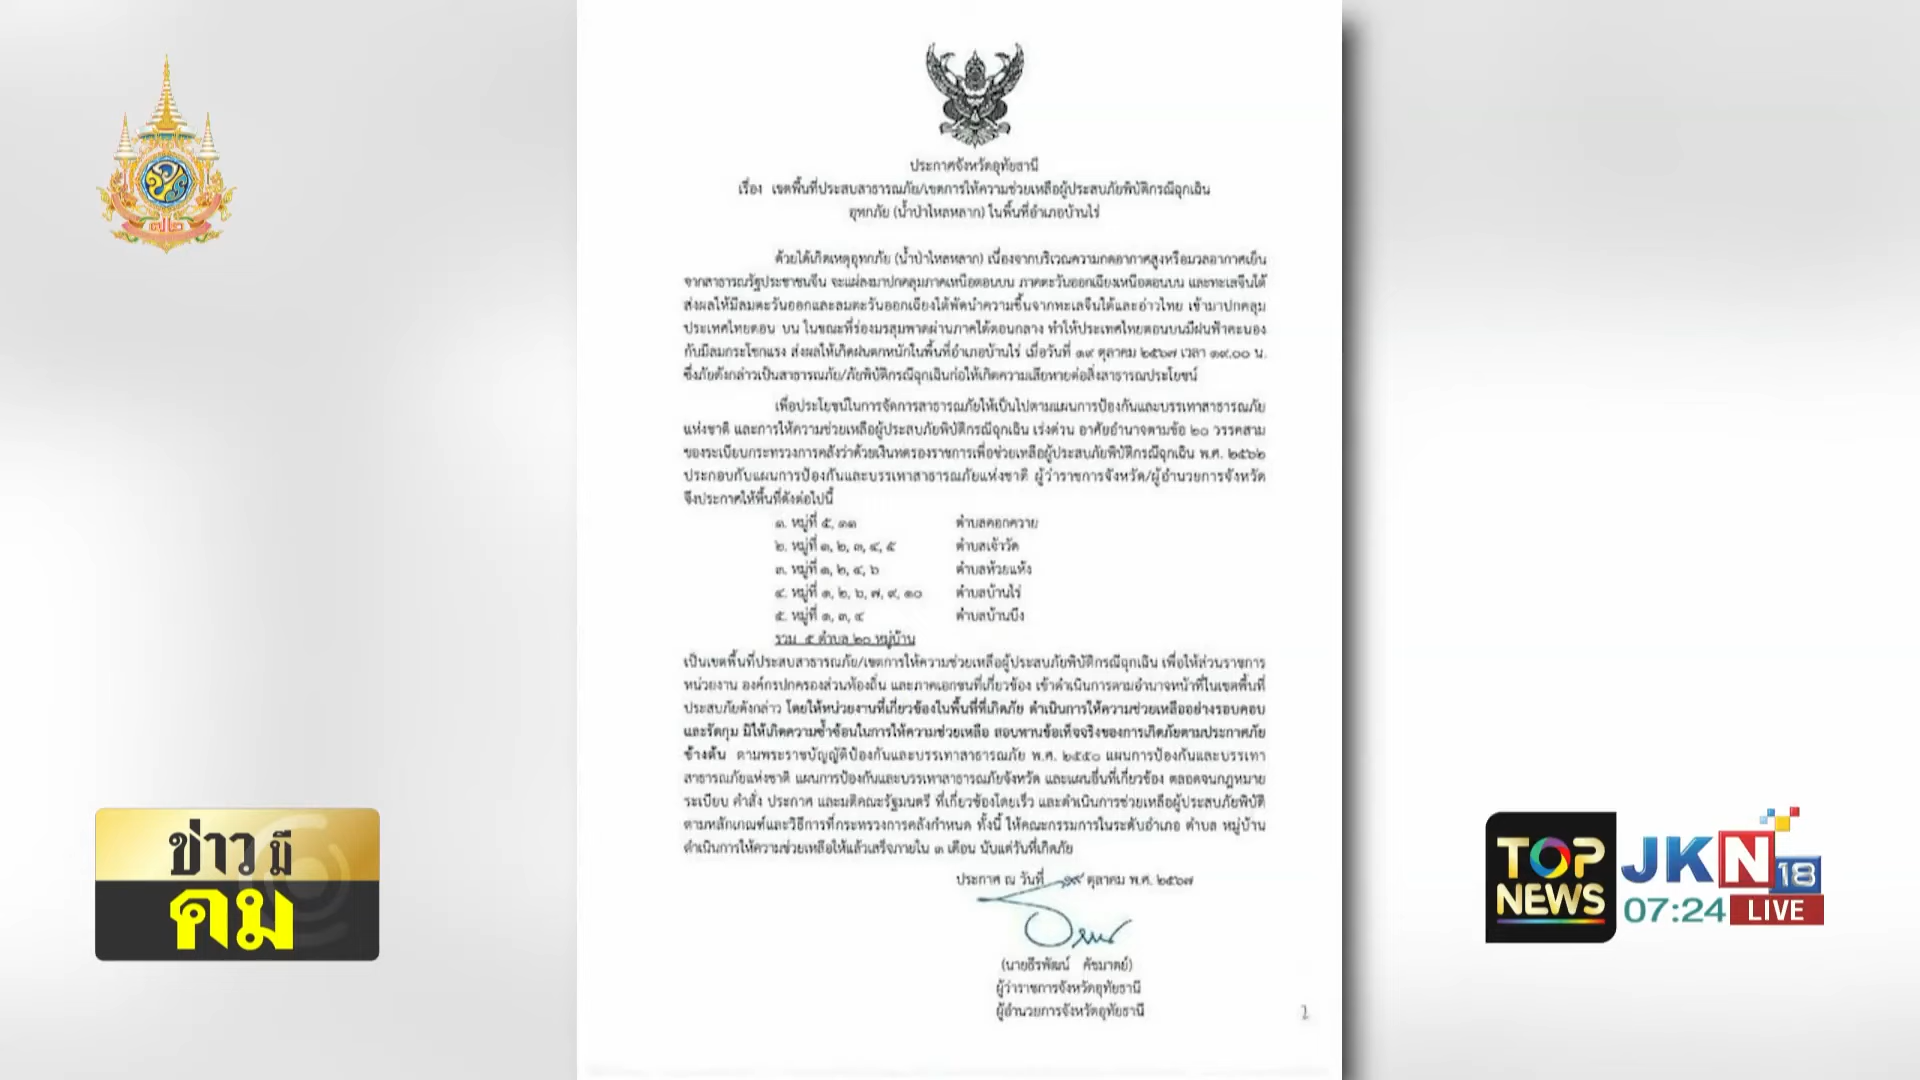 ประกาศจังหวัดอุทัยธานี
เรื่อง เขตพื้นที่ประสบสาธารณภัย/เขตการให้ความช่วยเหลือผู้ประสบภัยพิบัติกรณีฉุกเฉิน
อุทกภัย (น้ำป่าไหลหลาก) ในพื้นที่อำเภอบ้านไร่
ด้วยได้เกิดเหตุอุทกภัย (น้ำป่าไหลหลาก) เนื่องจากบริเวณความกดอากาศสูงหรือมวลอากาศเย็น
จากสาธารณรัฐประชาชนจีน จะแผ่ลงมาปกคลุมภาคเหนือตอนบน ภาคตะวันออกเฉียงเหนือตอนบน และทะเลจีนใต้
ส่งผลให้มีลมตะวันออกและลมตะวันออกเฉียงใต้พัดนำความชื้นจากทะเลจีนใต้และอ่าวไทย เข้ามาปกคลุม
ประเทศไทยตอน บน ในขณะที่ร่องมรสุมพาดผ่านภาคใต้ตอนกลาง ทำให้ประเทศไทยตอนบนมีฝนฟ้าคะนอง
กับมีลมกระโชกแรง ส่งผลให้เกิดฝนตกหนักในพื้นที่อำเภอบ้านไร่ เมื่อวันที่ ๑๙ ตุลาคม ๒๕๖๗ เวลา ๑๙.๐๐ น.
ซึ่งภัยดังกล่าวเป็นสาธารณภัย/ภัยพิบัติกรณีฉุกเฉินก่อให้เกิดความเสียหายต่อสิ่งสาธารณประโยชน์
เพื่อประโยชน์ในการจัดการสาธารณภัยให้เป็นไปตามแผนการป้องกันและบรรเทาสาธารณภัย
แห่งชาติ และการให้ความช่วยเหลือผู้ประสบภัยพิบัติกรณีฉุกเฉิน เร่งด่วน อาศัยอำนาจตามข้อ ๒๐ วรรคสาม
ของระเบียบกระทรวงการคลังว่าด้วยเงินทดรองราชการเพื่อช่วยเหลือผู้ประสบภัยพิบัติกรณีฉุกเฉิน พ.ศ. ๒๕๖๒
ประกอบกับแผนการป้องกันและบรรเทาสาธารณภัยแห่งชาติ ผู้ว่าราชการจังหวัด/ผู้อำนวยการจังหวัด
จึงประกาศให้พื้นที่ดังต่อไปนี้
๑. หมู่ที่ ๕, ๑๑ ตำบลคอกควาย
๒. หมู่ที่ ๑, ๒, ๓, ๔, ๕ ตำบลเจ้าวัด
๓. หมู่ที่ ๑, ๒, ๔, ๖ ตำบลห้วยแห้ง
๔. หมู่ที่ ๑, ๒, ๖, ๗, ๙, ๑๐ ตำบลบ้านไร่
๕. หมู่ที่ ๑, ๓, ๔ ตำบลบ้านบึง
รวม ๕ ตำบล ๒๐ หมู่บ้าน
เป็นเขตพื้นที่ประสบสาธารณภัย/เขตการให้ความช่วยเหลือผู้ประสบภัยพิบัติกรณีฉุกเฉิน เพื่อให้ส่วนราชการ
หน่วยงาน องค์กรปกครองส่วนท้องถิ่น และภาคเอกชนที่เกี่ยวข้อง เข้าดำเนินการตามอำนาจหน้าที่ในเขตพื้นที่
ประสบภัยดังกล่าว โดยให้หน่วยงานที่เกี่ยวข้องในพื้นที่ที่เกิดภัย ดำเนินการให้ความช่วยเหลืออย่างรอบคอบ
และรัดกุม มิให้เกิดความซ้ำซ้อนในการให้ความช่วยเหลือ สอบทานข้อเท็จจริงของการเกิดภัยตามประกาศภัย
ข้างต้น ตามพระราชบัญญัติป้องกันและบรรเทาสาธารณภัย พ.ศ. ๒๕๕๐ แผนการป้องกันและบรรเทา
สาธารณภัยแห่งชาติ แผนการป้องกันและบรรเทาสาธารณภัยจังหวัด และแผนอื่นที่เกี่ยวข้อง ตลอดจนกฎหมาย
ระเบียบ คำสั่ง ประกาศ และมติคณะรัฐมนตรี ที่เกี่ยวข้องโดยเร็ว และดำเนินการช่วยเหลือผู้ประสบภัยพิบัติ
ตามหลักเกณฑ์และวิธีการที่กระทรวงการคลังกำหนด ทั้งนี้ ให้คณะกรรมการในระดับอำเภอ ตำบล หมู่บ้าน
ดำเนินการให้ความช่วยเหลือให้แล้วเสร็จภายใน ๓ เดือน นับแต่วันที่เกิดภัย
ประกาศ ณ วันที่ ๑๙ ตุลาคม พ.ศ. ๒๕๖๗
(นายธีรพัฒน์ คัชมาตย์)
ผู้ว่าราชการจังหวัดอุทัยธานี
ผู้อำนวยการจังหวัดอุทัยธานี
ข่าวมี
คม
TOP
NEWS
JKN18
07:24 LIVE
๗๒